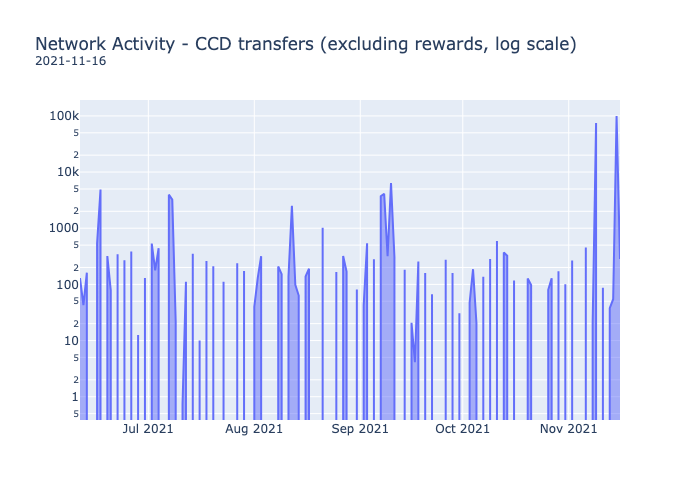 Network Activity - CCD transfers (excluding rewards, log scale)
2021-11-16
100k
5
2
10k
5
2
1000
5
2
100
5
2
10
5
2
1
5
Jul 2021
Aug 2021
Sep 2021
Oct 2021
Nov 2021